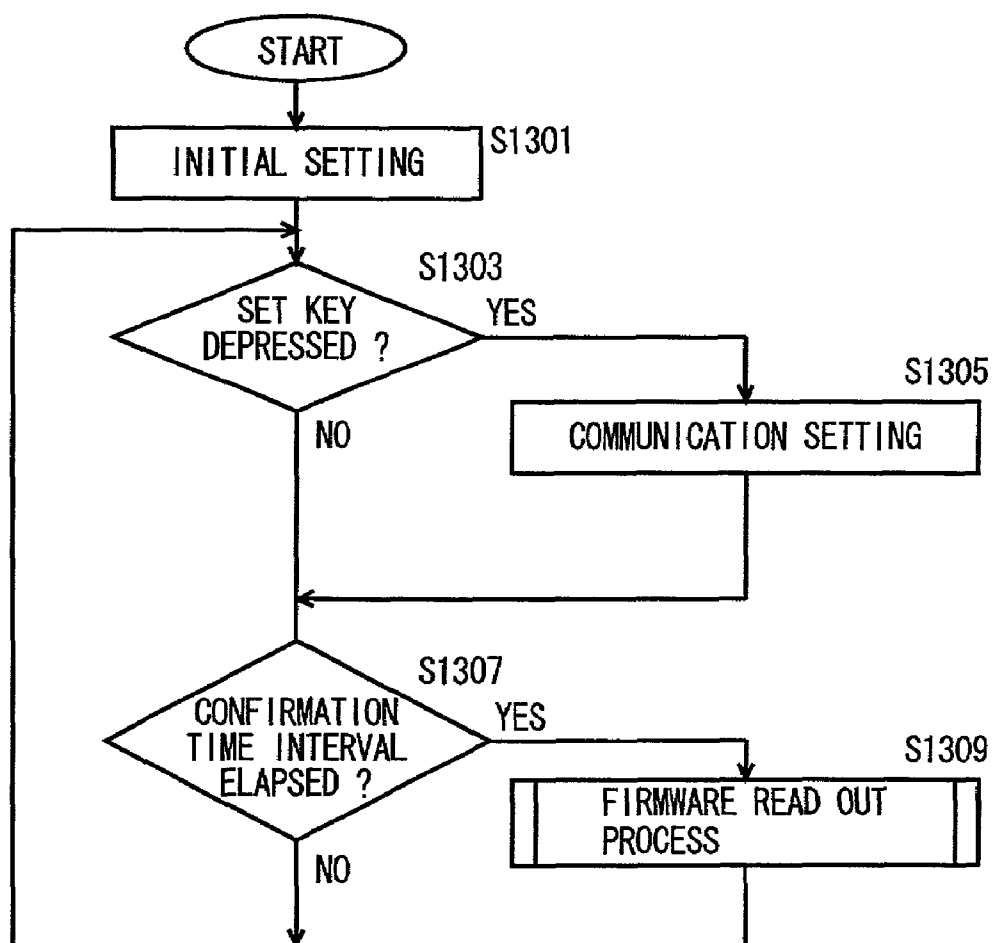 START
INITIAL SETTING
S1301
S1303
SET KEY
DEPRESSED ?
YES
NO
S1305
COMMUNICATION SETTING
S1307
CONFIRMATION
TIME INTERVAL
ELAPSED ?
YES
NO
S1309
FIRMWARE READ OUT
PROCESS